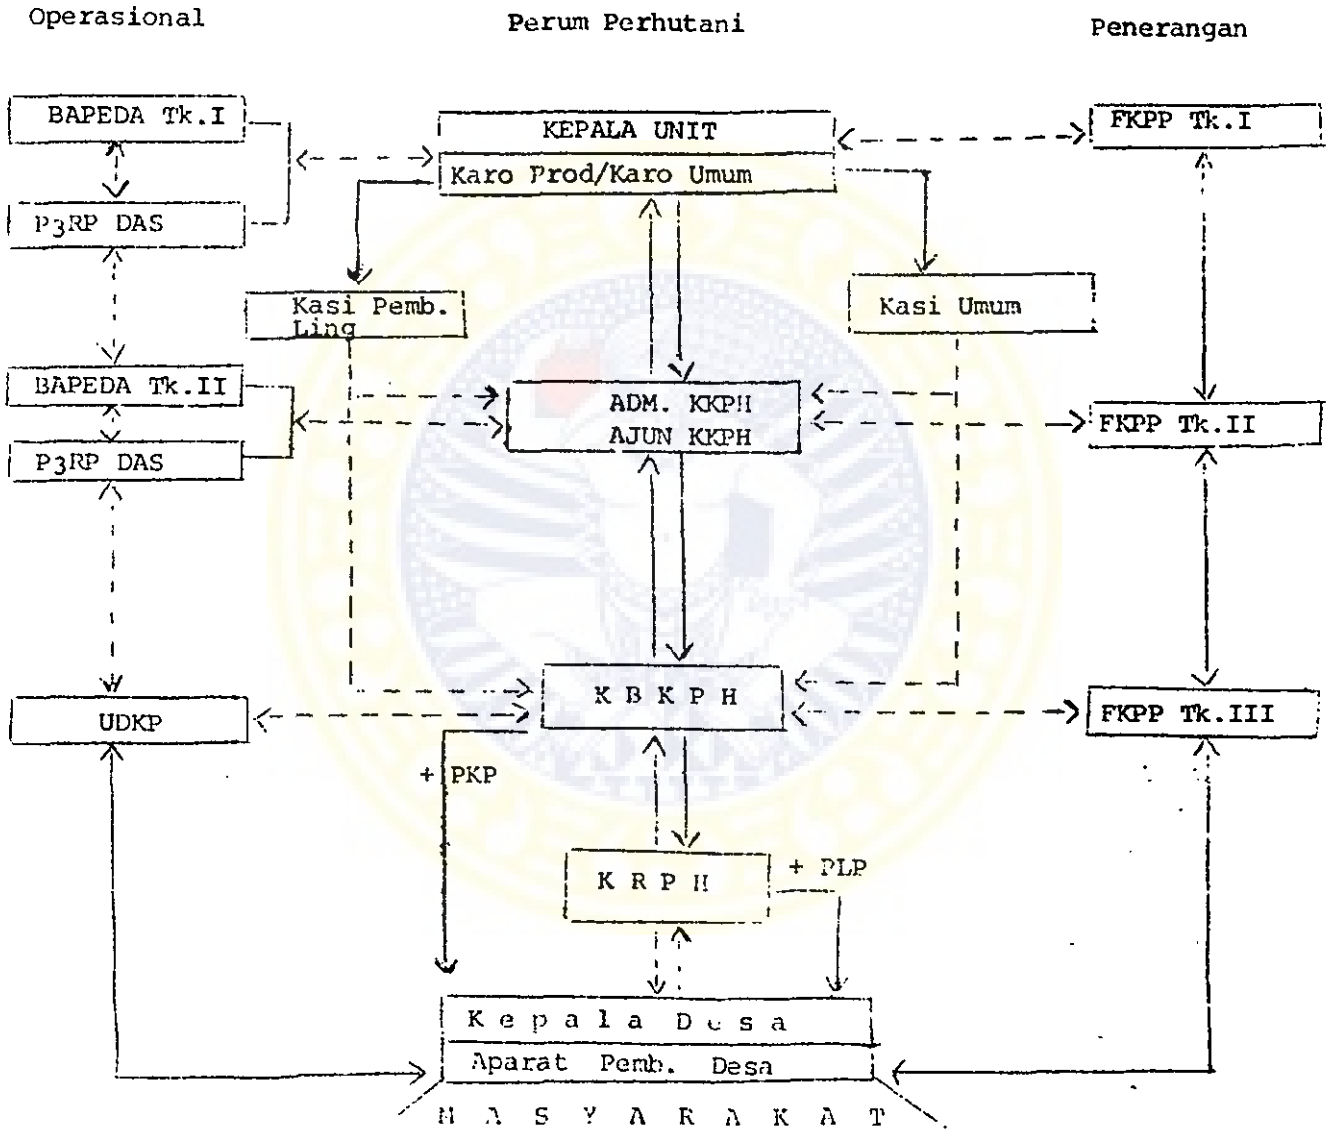 Operasional
Perum Perhutani
Penerangan
BAPEDA Tk.I
KEPALA UNIT
FKPP Tk.I
Karo Prod/Karo Umum
P3RP DAS
Kasi Pemb.
Ling
Kasi Umum
BAPEDA Tk.II
ADM. KKPH
AJUN KKPH
FKPP Tk.II
P3RP DAS
K B K P H
UDKP
FKPP Tk.III
+ PKP
K R P H
+ PLP
K e p a l a D e s a
Aparat Pemb. Desa
M A S Y A R A K A T